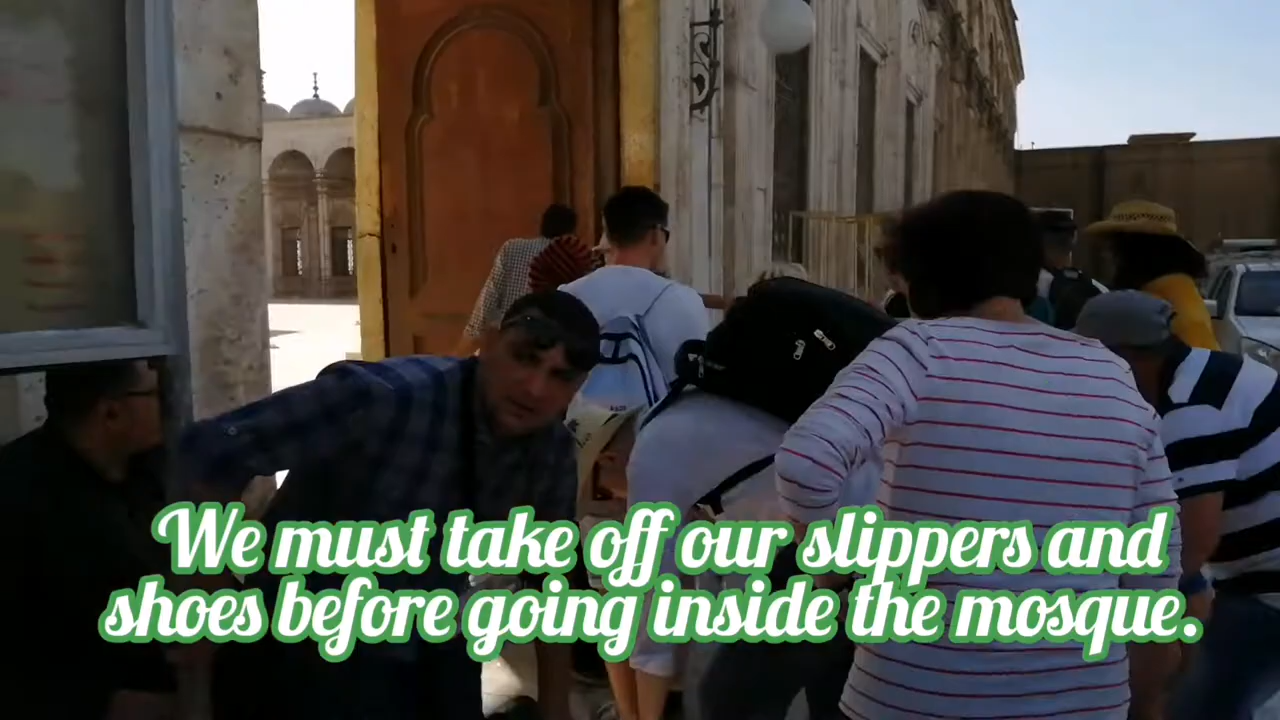 We must take off our slippers and
shoes before going inside the mosque.